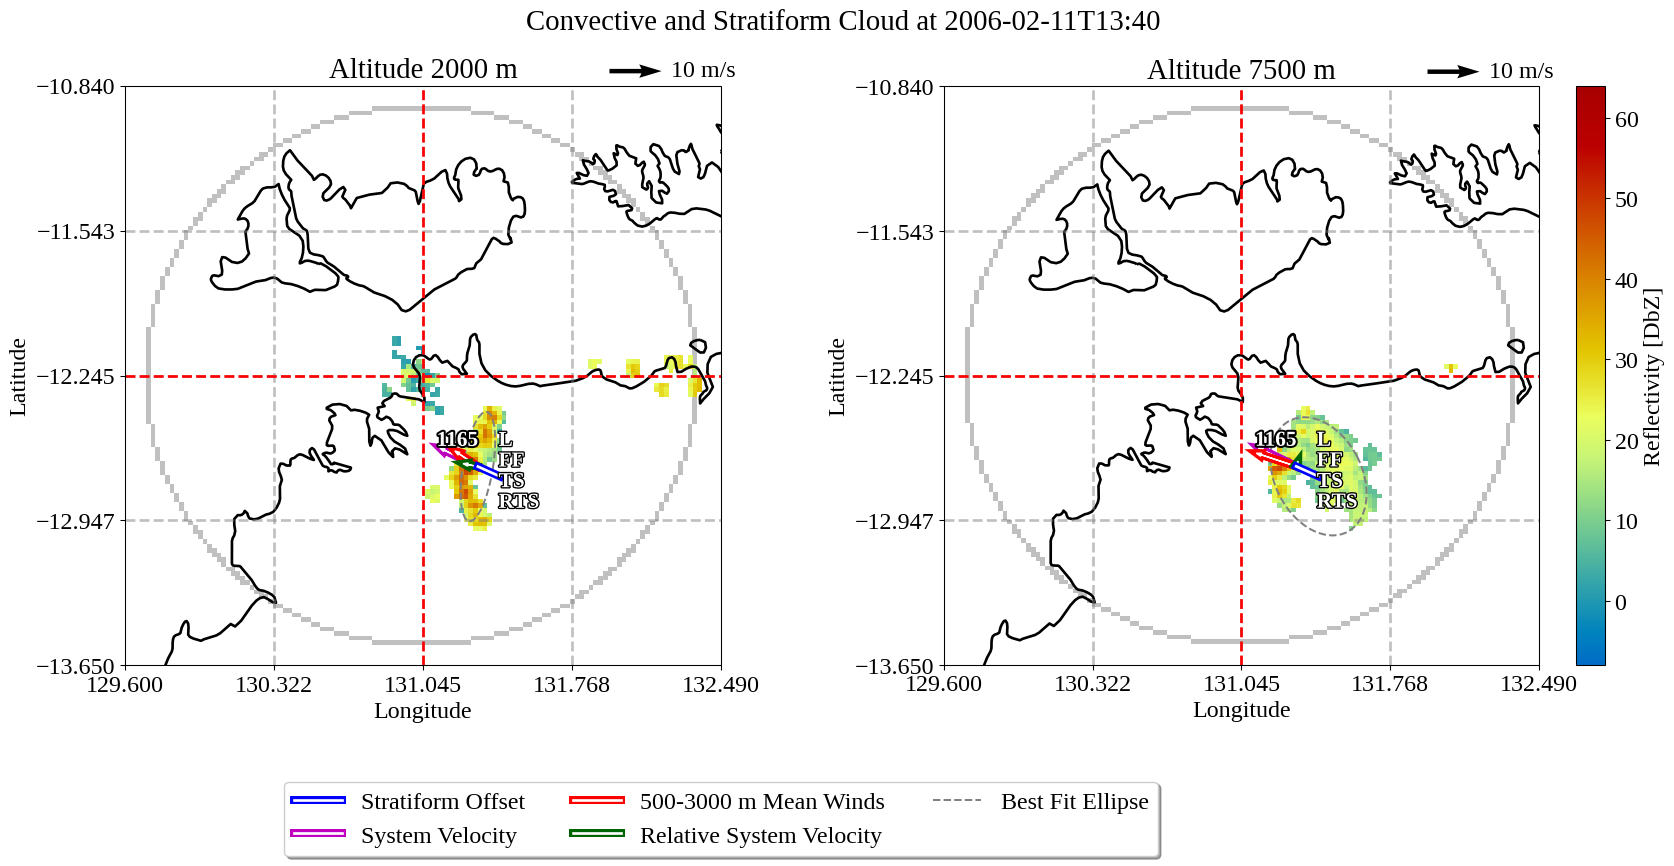 Convective and Stratiform Cloud at 2006-02-11T13:40
Altitude 2000 m
10 m/s
−10.840
−11.543
−12.245
−12.947
−13.650
129.600
130.322
131.045
131.768
132.490
Latitude
Longitude
1165
L
FF
TS
RTS
Altitude 7500 m
10 m/s
−10.840
−11.543
−12.245
−12.947
−13.650
129.600
130.322
131.045
131.768
132.490
Latitude
Longitude
1165
L
FF
TS
RTS
60
50
40
30
20
10
0
Reflectivity [DbZ]
Stratiform Offset
System Velocity
500-3000 m Mean Winds
Relative System Velocity
Best Fit Ellipse